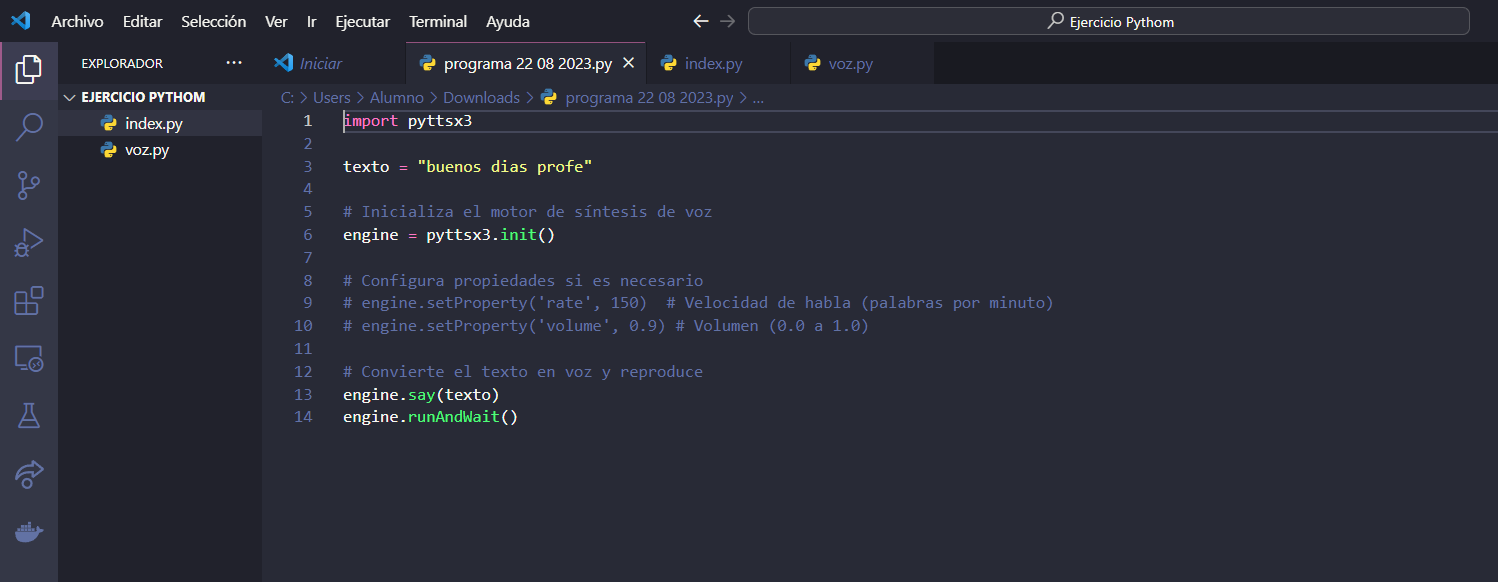 Archivo Editar Selección Ver Ir Ejecutar Terminal Ayuda Ejercicio Pythom
EXPLORADOR ... Iniciar programa 22 08 2023.py index.py voz.py
EJERCICIO PYTHOM
index.py
voz.py
C: > Users > Alumno > Downloads > programa 22 08 2023.py > ...
1 import pyttsx3
2
3 texto = "buenos dias profe"
4
5 # Inicializa el motor de síntesis de voz
6 engine = pyttsx3.init()
7
8 # Configura propiedades si es necesario
9 # engine.setProperty('rate', 150)  # Velocidad de habla (palabras por minuto)
10 # engine.setProperty('volume', 0.9) # Volumen (0.0 a 1.0)
11
12 # Convierte el texto en voz y reproduce
13 engine.say(texto)
14 engine.runAndWait()